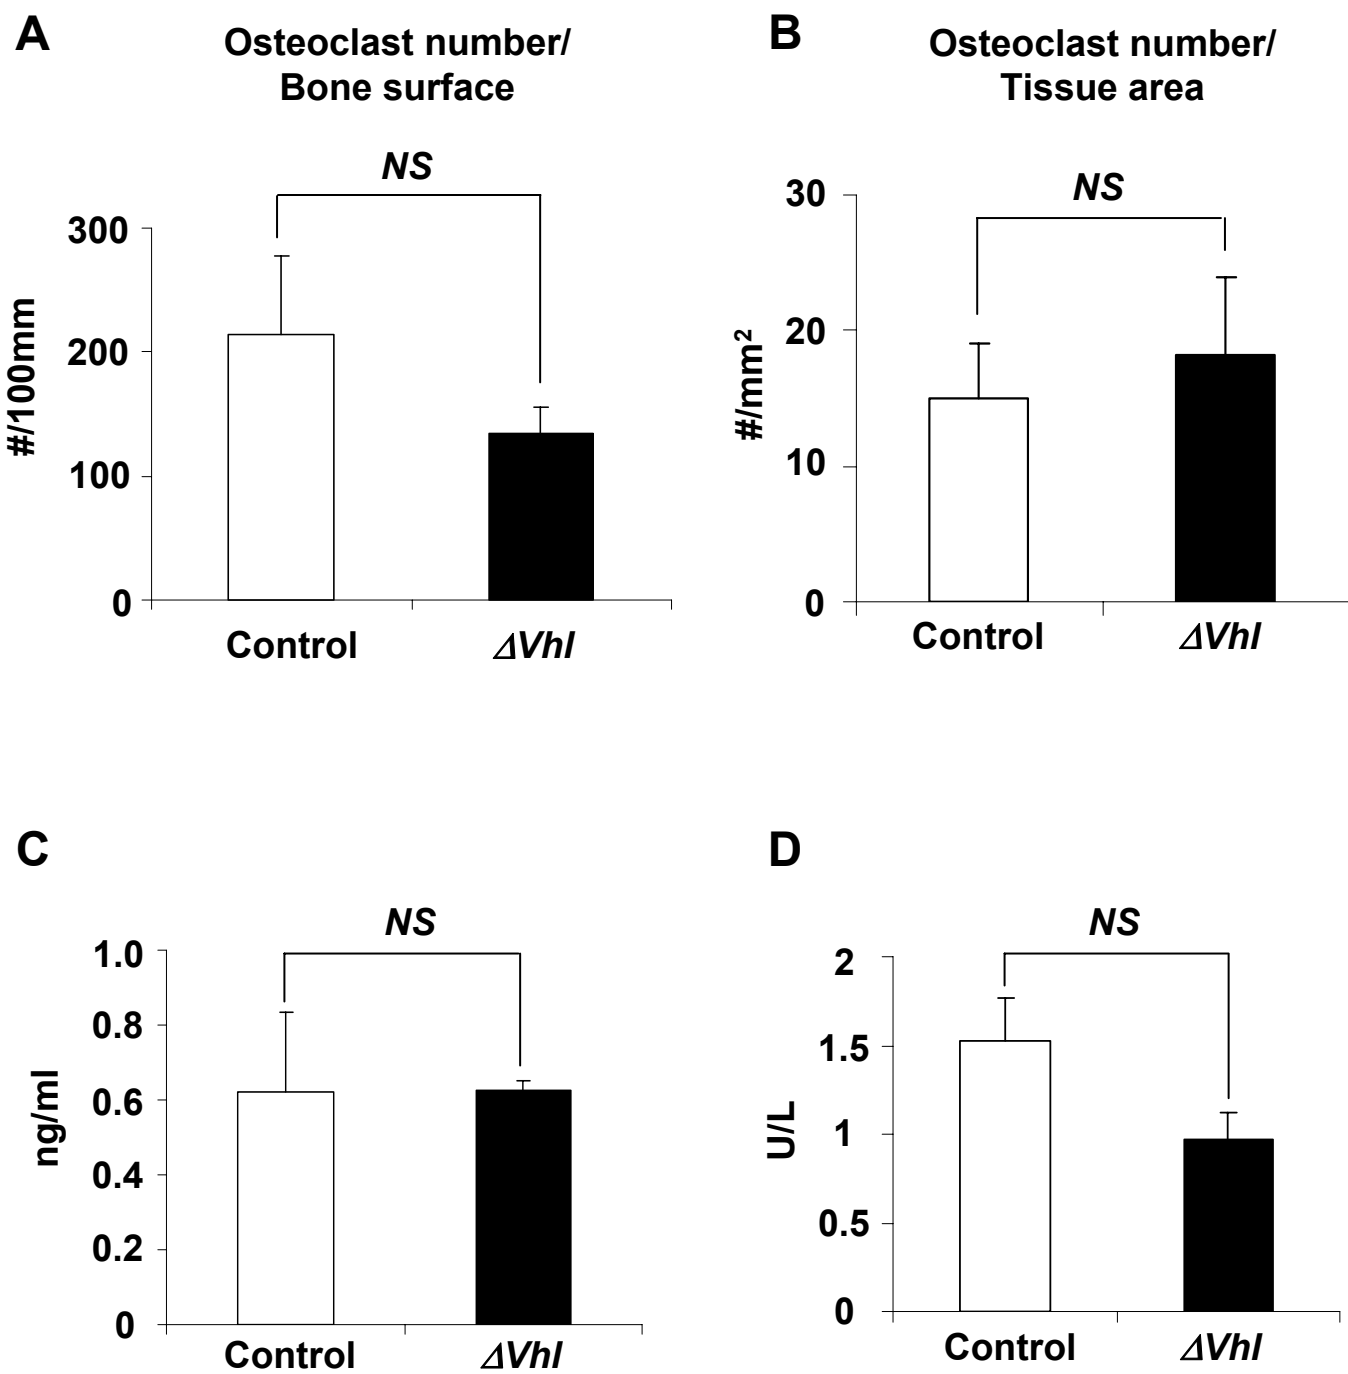 A
Osteoclast number/
Bone surface
NS
300
200
100
0
#/100mm
Control
ΔVhl
B
Osteoclast number/
Tissue area
NS
30
20
10
0
#/mm²
Control
ΔVhl
C
NS
1.0
0.8
0.6
0.4
0.2
0
ng/ml
Control
ΔVhl
D
NS
2
1.5
1
0.5
0
U/L
Control
ΔVhl